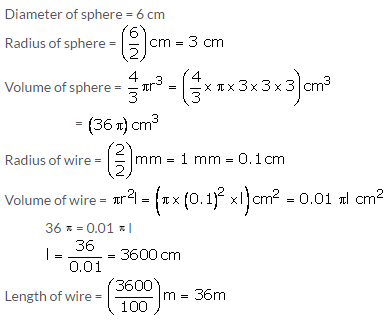 Diameter of sphere = 6 cm
Radius of sphere = (6/2) cm = 3 cm
Volume of sphere = 4/3 πr³ = (4/3 × π × 3 × 3 × 3) cm³
= (36 π) cm³
Radius of wire = (2/2) mm = 1 mm = 0.1cm
Volume of wire = πr²l = (π × (0.1)² × l) cm² = 0.01 πl cm²
36 π = 0.01 π l
l = 36/0.01 = 3600 cm
Length of wire = (3600/100) m = 36m